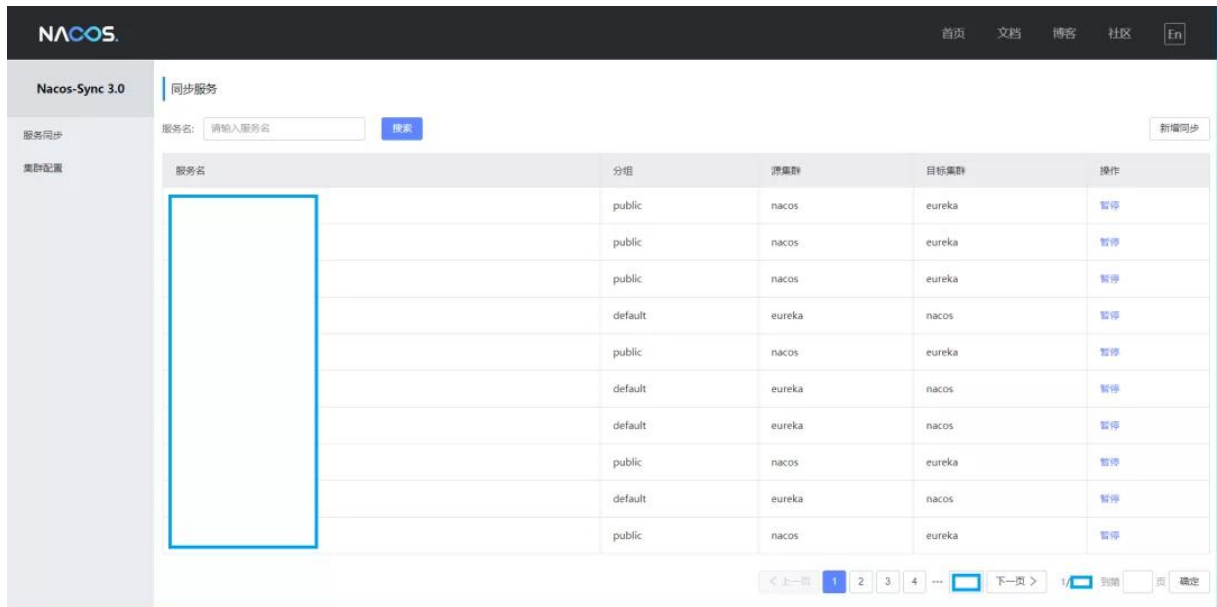 NACOS. 首页 文档 博客 社区 En
Nacos-Sync 3.0
服务同步
集群配置
同步服务
服务名: 请输入服务名 搜索 新增同步
服务名 分组 源集群 目标集群 操作
public nacos eureka 暂停
public nacos eureka 暂停
public nacos eureka 暂停
default eureka nacos 暂停
public nacos eureka 暂停
default eureka nacos 暂停
default eureka nacos 暂停
public nacos eureka 暂停
default eureka nacos 暂停
public nacos eureka 暂停
上一页 1 2 3 4 ... 下一页 1/ 到第 页 确定